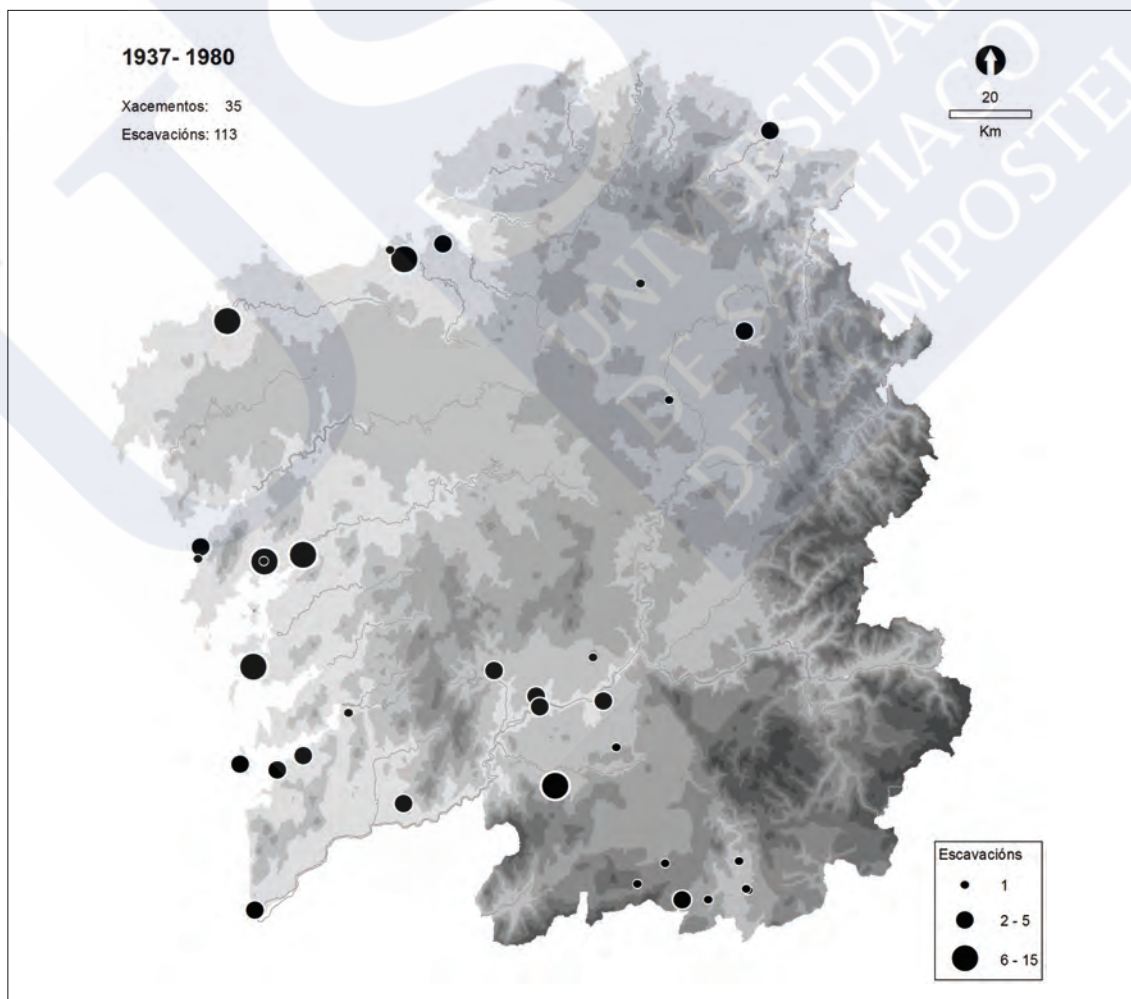 1937- 1980
Xacementos: 35
Escavacións: 113
20
Km
UNIVERSIDADE
DE SANTIAGO
DE COMPOSTELA
Escavacións
1
2 - 5
6 - 15